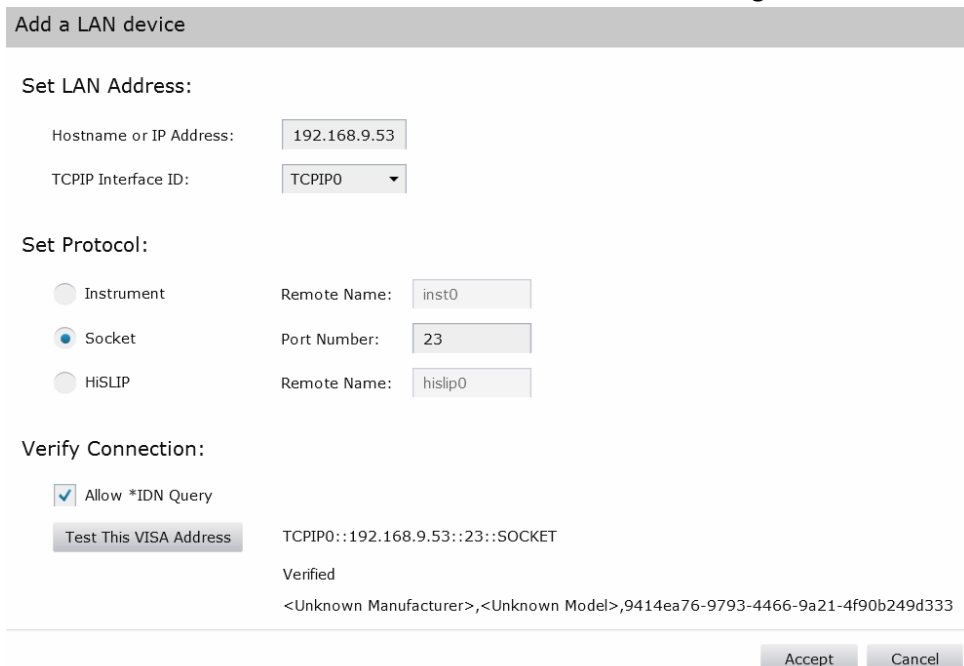 Add a LAN device
Set LAN Address:
Hostname or IP Address: 192.168.9.53
TCPIP Interface ID: TCPIP0
Set Protocol:
Instrument Remote Name: inst0
Socket Port Number: 23
HiSLIP Remote Name: hislip0
Verify Connection:
Allow *IDN Query
Test This VISA Address TCPIP0::192.168.9.53::23::SOCKET
Verified
<Unknown Manufacturer>,<Unknown Model>,9414ea76-9793-4466-9a21-4f90b249d333
Accept Cancel